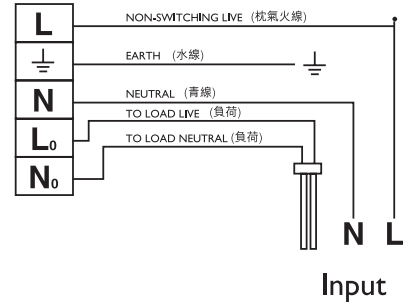 L NON-SWITCHING LIVE (枕氣火線)
EARTH (水線)
N NEUTRAL (青線)
L₀ TO LOAD LIVE (負荷)
N₀ TO LOAD NEUTRAL (負荷)
N L
Input